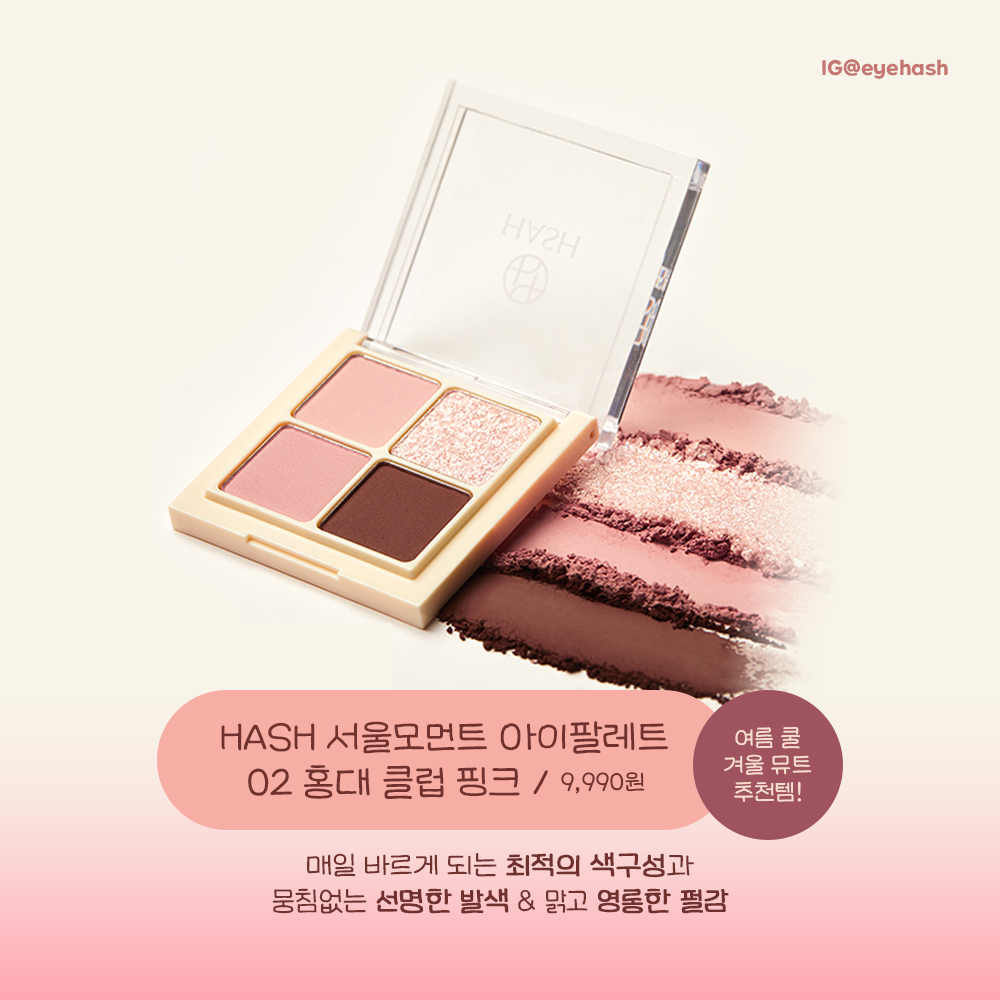 IG@eyehash
HASH
HASH 서울모먼트 아이팔레트
02 홍대 클럽 핑크 / 9,990원
여름 쿨
겨울 뮤트
추천템!
매일 바르게 되는 최적의 색구성과
뭉침없는 선명한 발색 & 맑고 영롱한 펄감